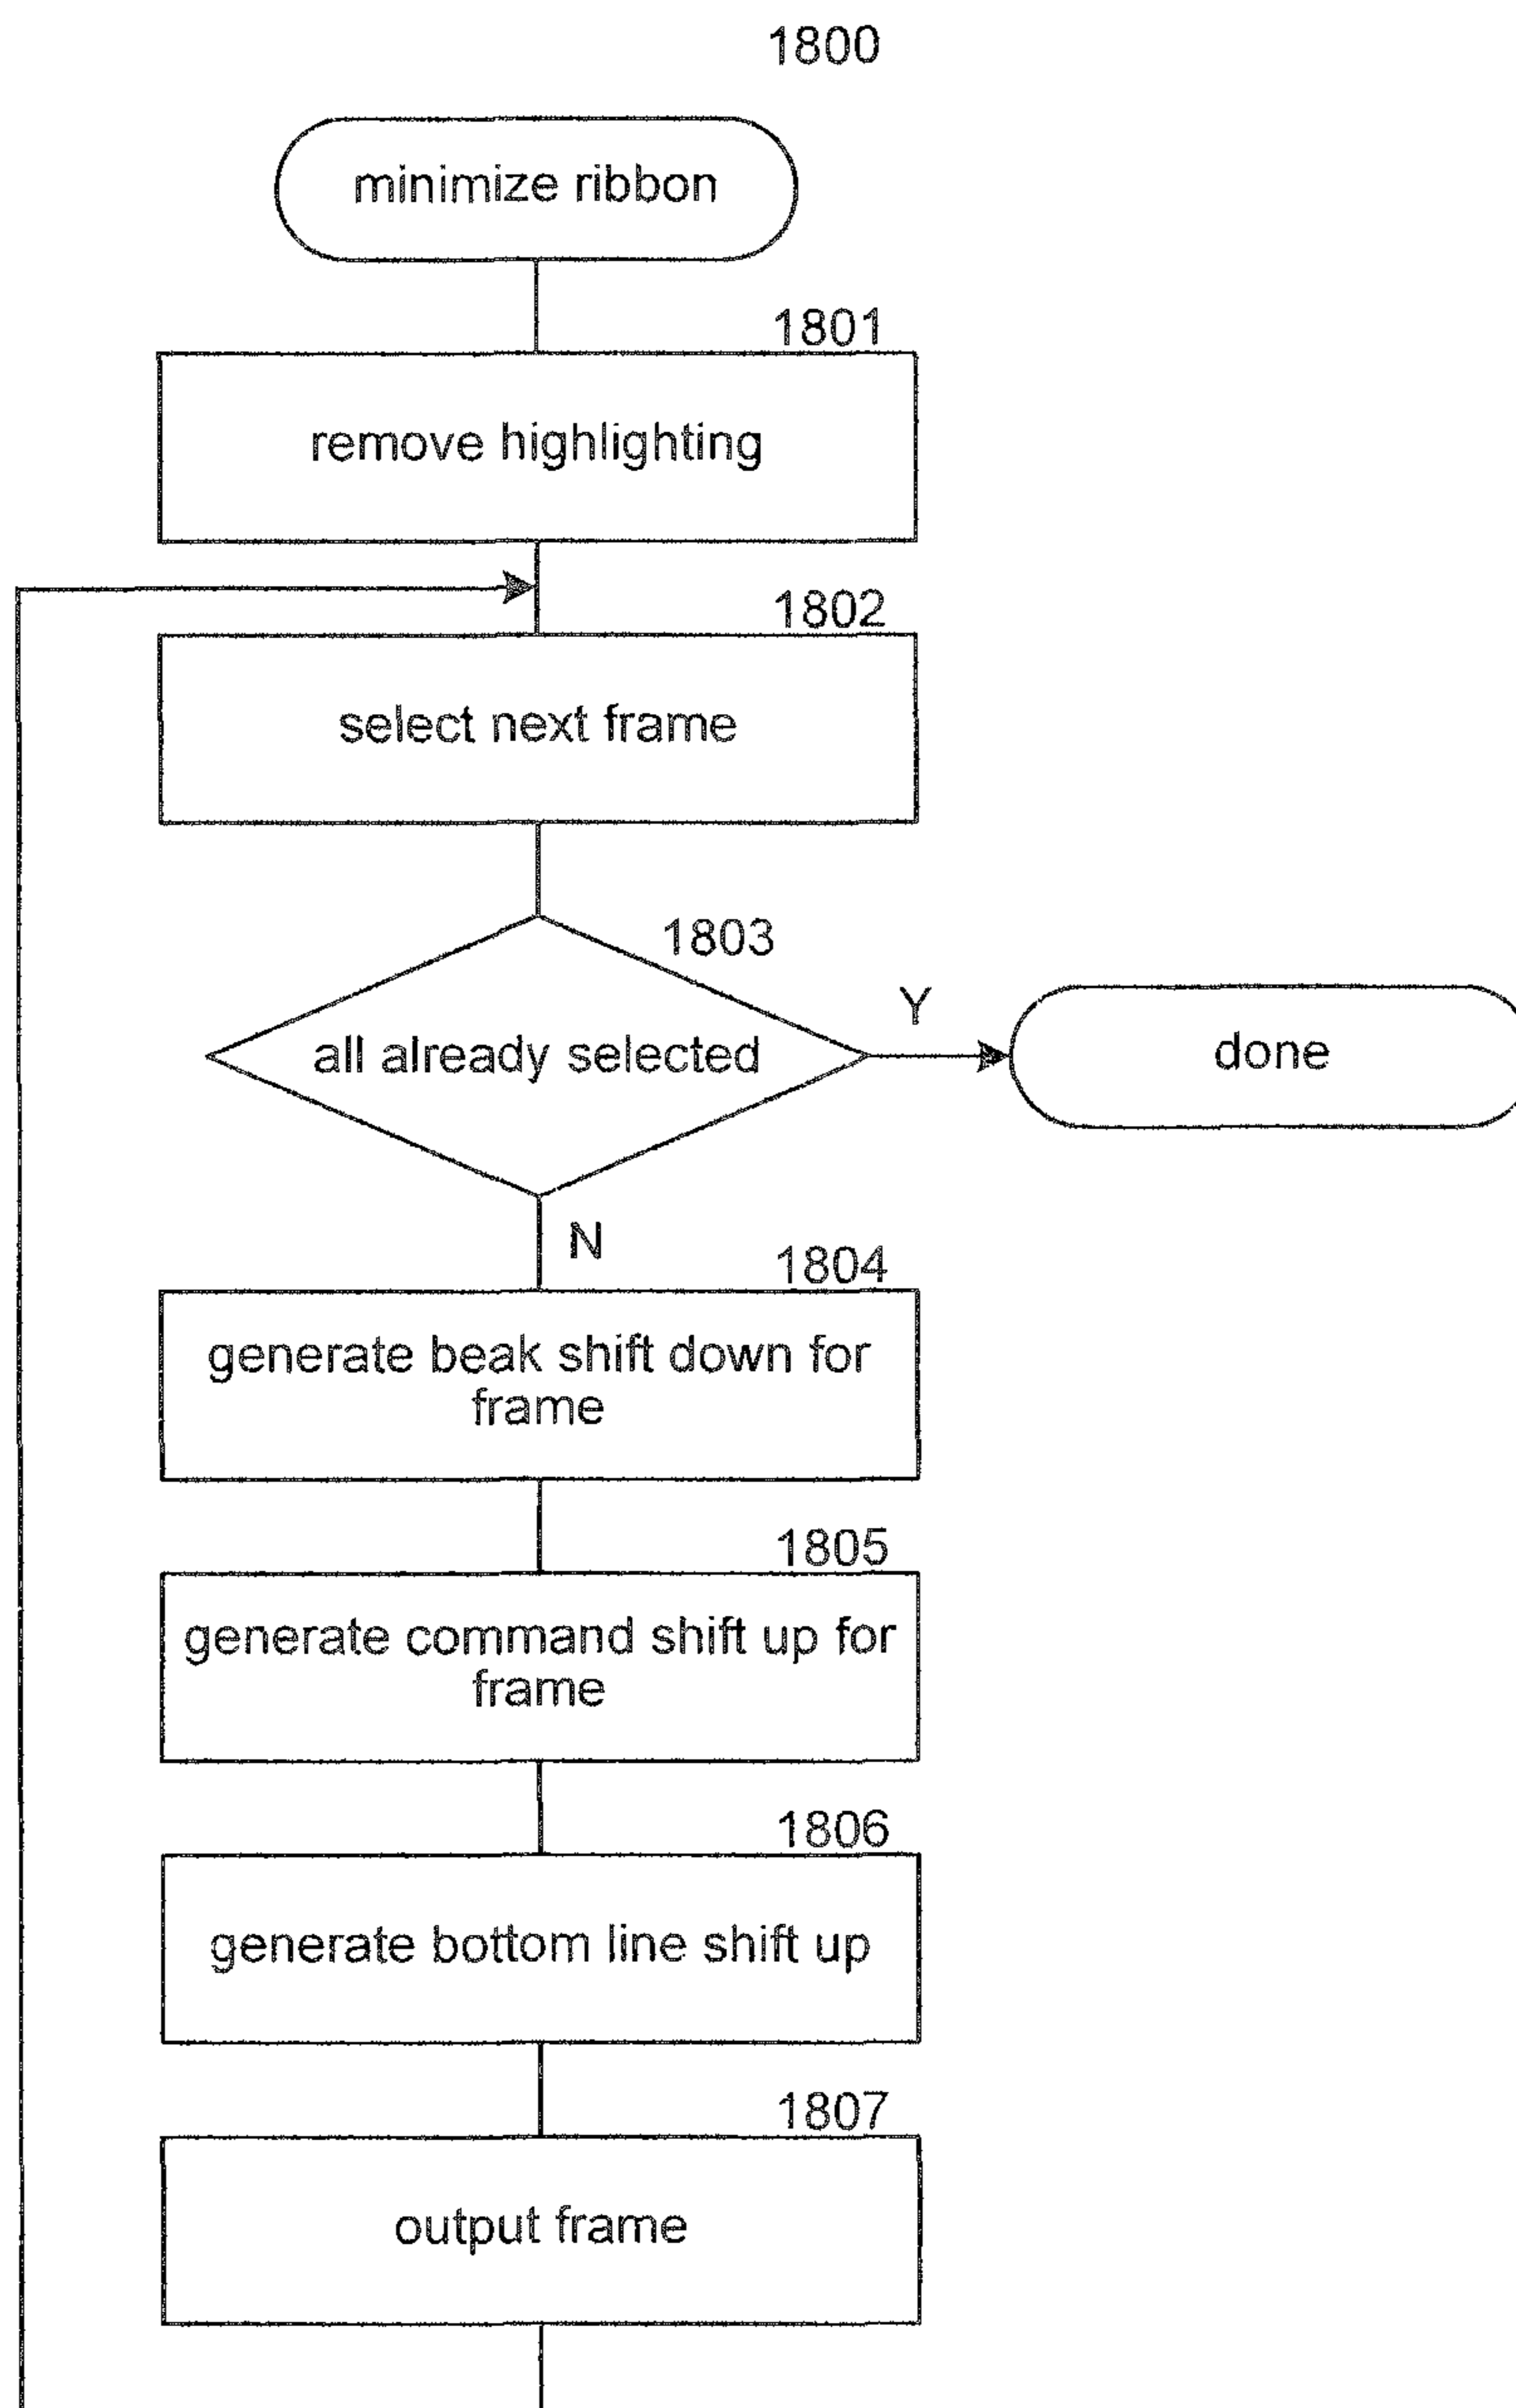 1800
minimize ribbon
1801
remove highlighting
1802
select next frame
1803
all already selected
Y
done
N
1804
generate beak shift down for
frame
1805
generate command shift up for
frame
1806
generate bottom line shift up
1807
output frame